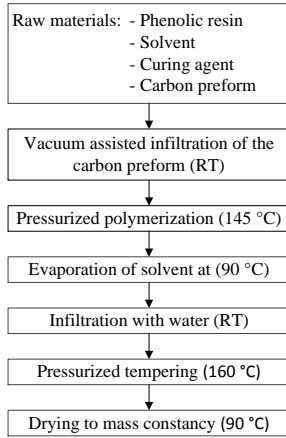 Raw materials: - Phenolic resin
- Solvent
- Curing agent
- Carbon preform
Vacuum assisted infiltration of the
carbon preform (RT)
Pressurized polymerization (145 °C)
Evaporation of solvent at (90 °C)
Infiltration with water (RT)
Pressurized tempering (160 °C)
Drying to mass constancy (90 °C)